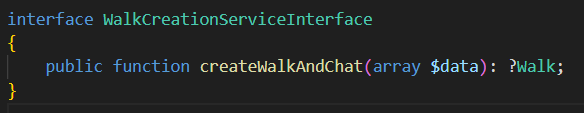 interface WalkCreationServiceInterface
{
    public function createWalkAndChat(array $data): ?Walk;
}